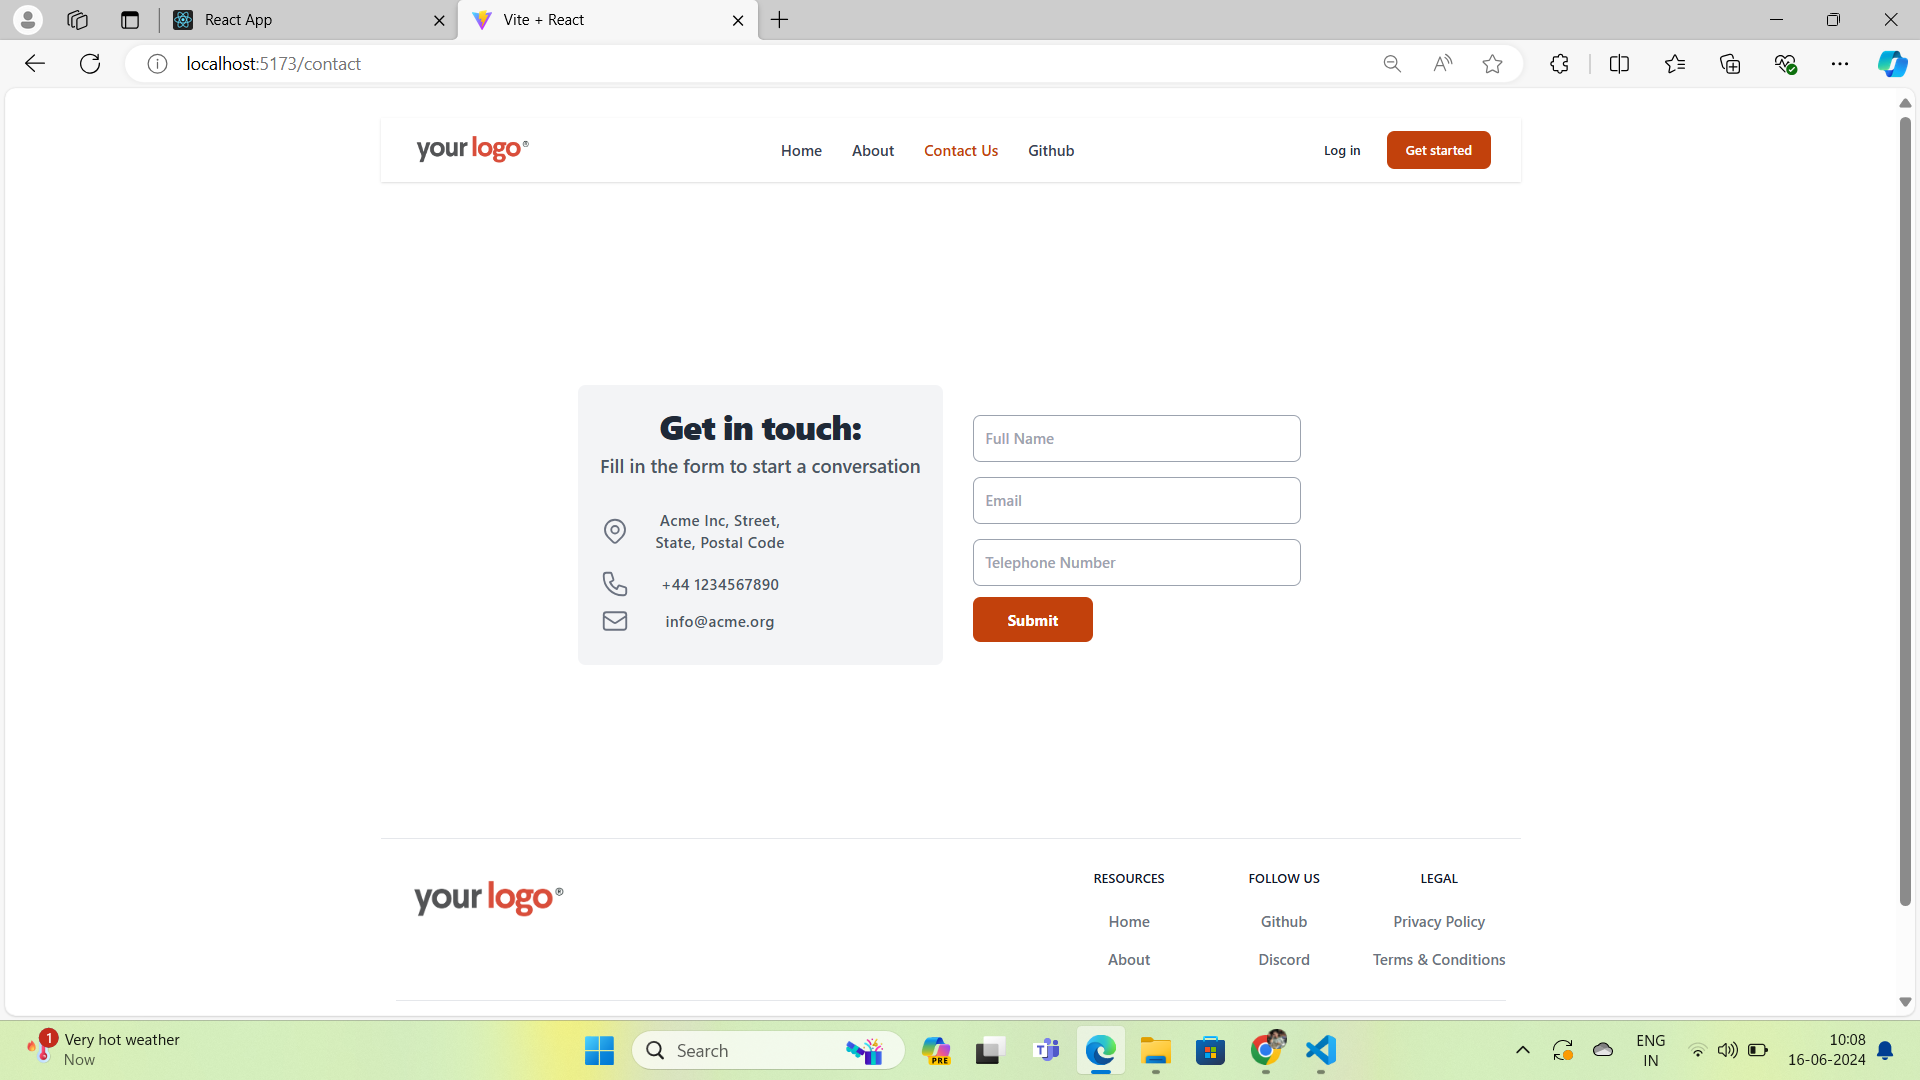 React App
Vite + React
localhost:5173/contact
your logo®
Home
About
Contact Us
Github
Log in
Get started
Get in touch:
Fill in the form to start a conversation
Acme Inc, Street,
State, Postal Code
+44 1234567890
info@acme.org
Full Name
Email
Telephone Number
Submit
your logo®
RESOURCES
Home
About
FOLLOW US
Github
Discord
LEGAL
Privacy Policy
Terms & Conditions
1
Very hot weather
Now
Search
PRE
ENG
IN
10:08
16-06-2024